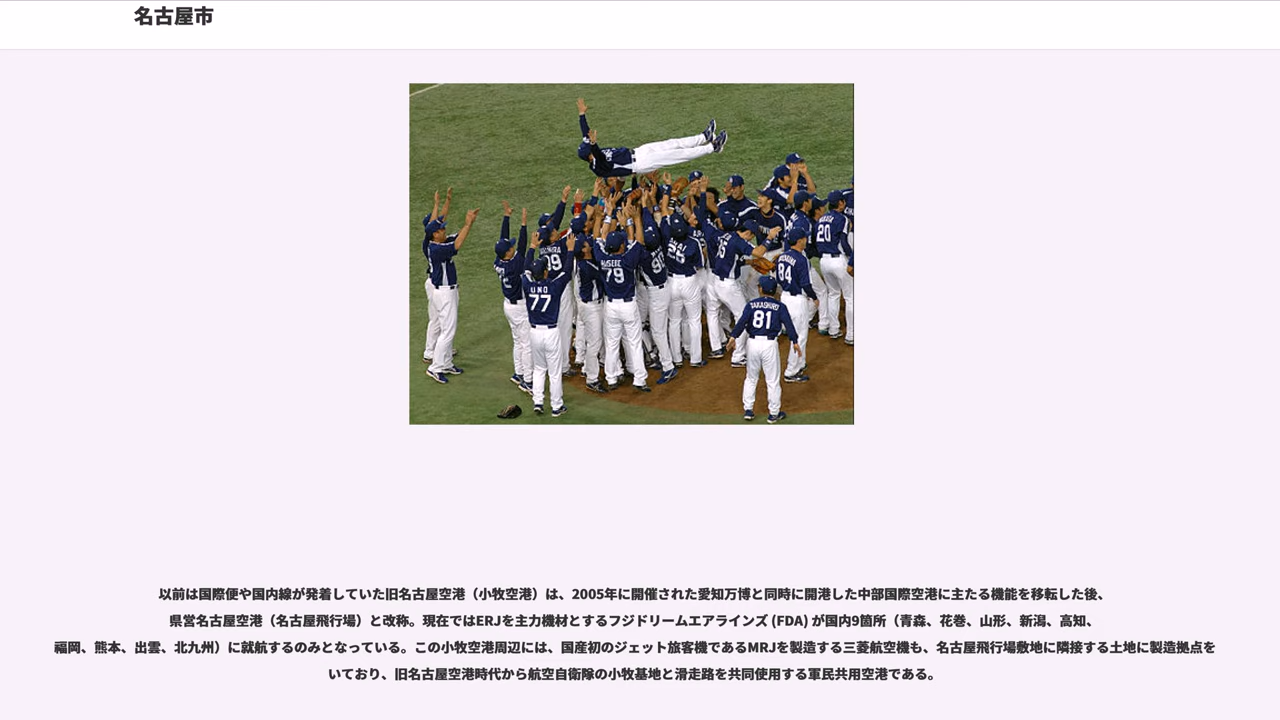 名古屋市
UNO
77
79
99
84
TAKASHIRO
81
20
以前は国際便や国内線が発着していた旧名古屋空港（小牧空港）は、2005年に開催された愛知万博と同時に開港した中部国際空港に主たる機能を移転した後、
県営名古屋空港（名古屋飛行場）と改称。現在ではERJを主力機材とするフジドリームエアラインズ (FDA) が国内9箇所（青森、花巻、山形、新潟、高知、
福岡、熊本、出雲、北九州）に就航するのみとなっている。この小牧空港周辺には、国産初のジェット旅客機であるMRJを製造する三菱航空機も、名古屋飛行場敷地に隣接する土地に製造拠点を
いており、旧名古屋空港時代から航空自衛隊の小牧基地と滑走路を共同使用する軍民共用空港である。